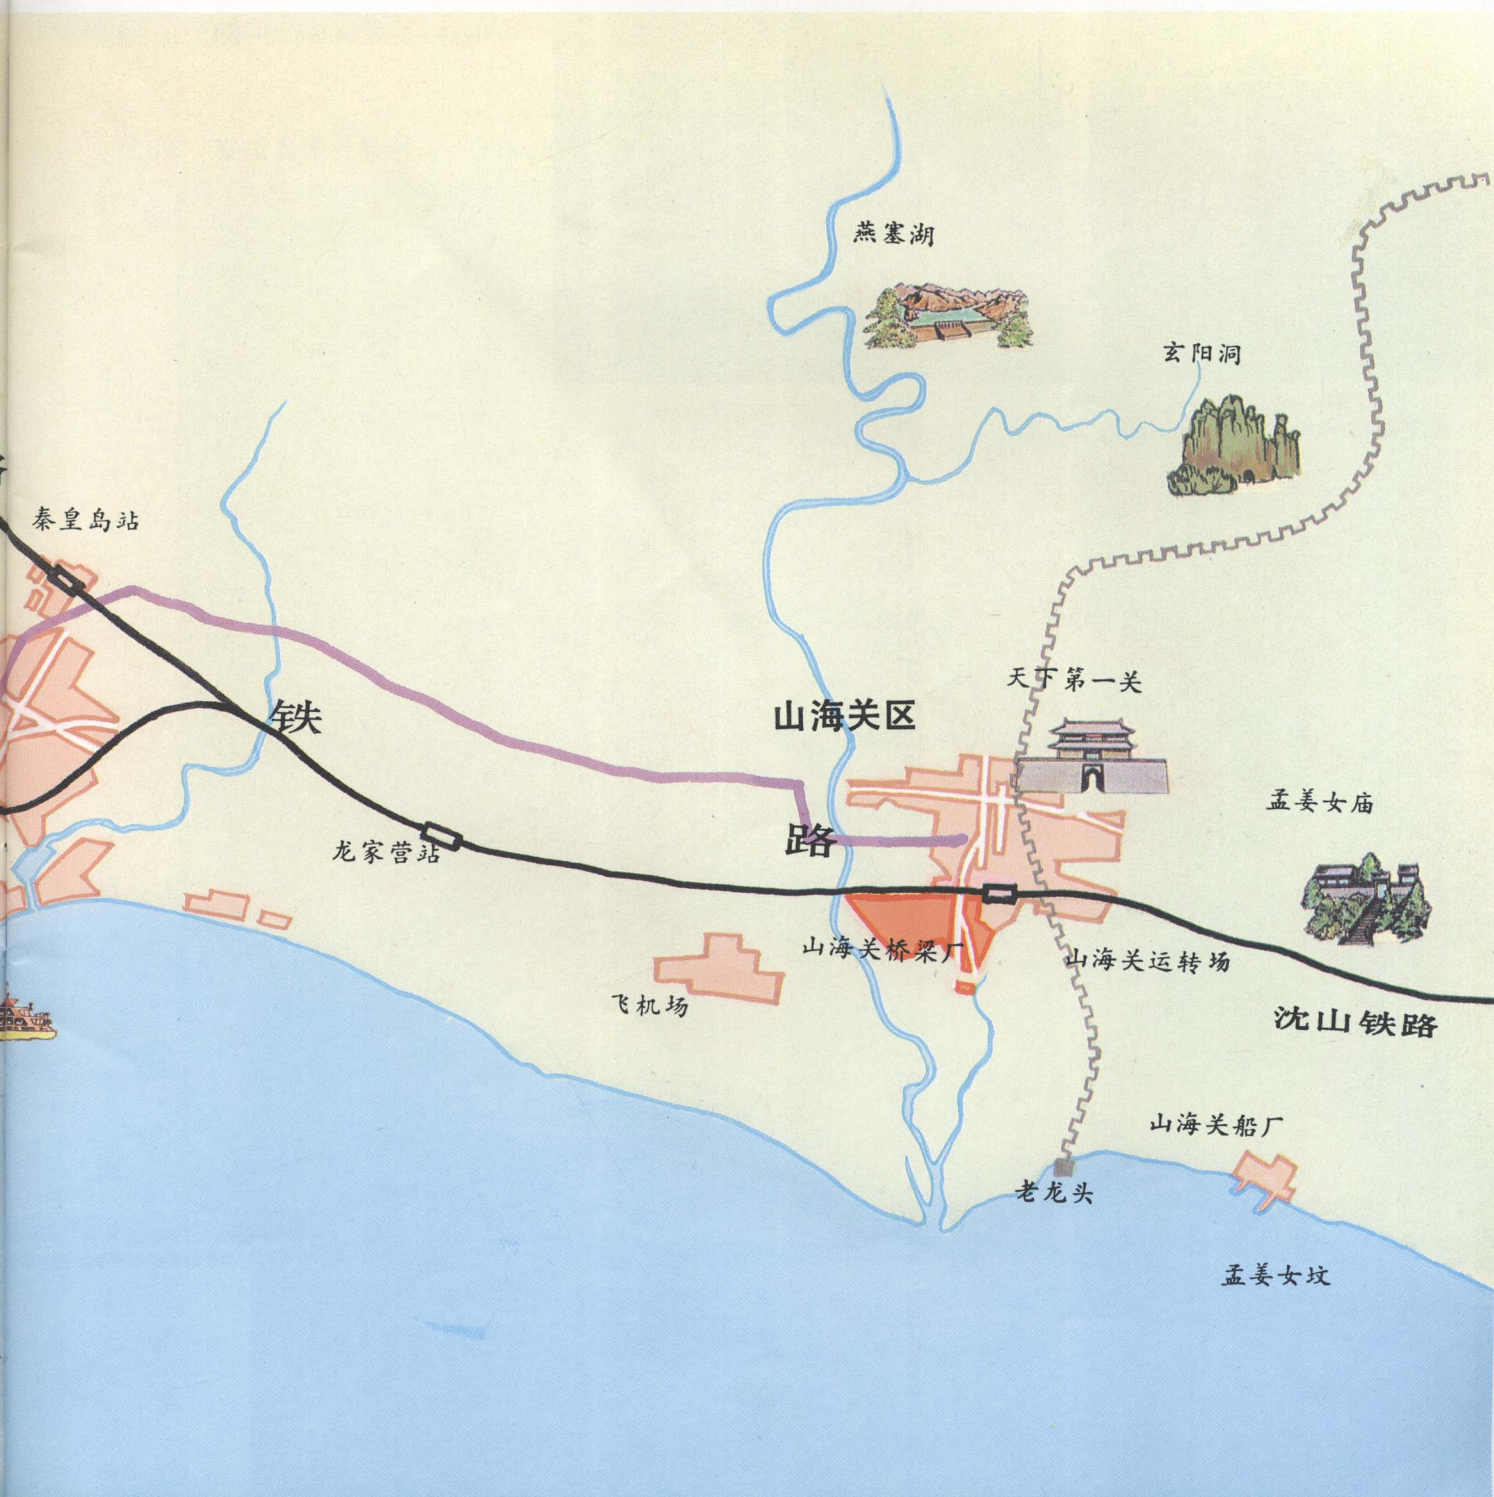 燕塞湖
玄阳洞
秦皇岛站
天下第一关
铁
山海关区
孟姜女庙
路
龙家营站
山海关桥梁厂
山海关运转场
飞机场
沈山铁路
山海关船厂
老龙头
孟姜女坟